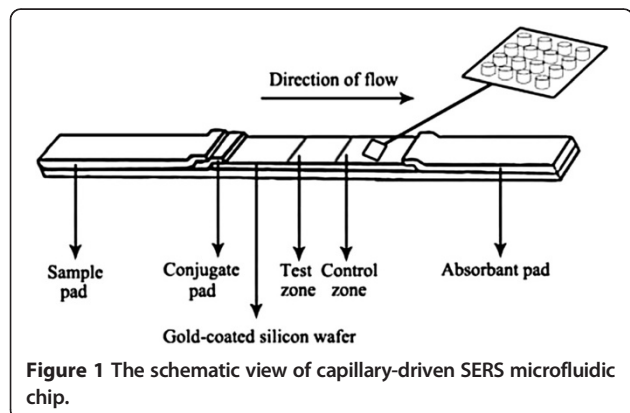 Direction of flow
Sample
pad
Conjugate
pad
Test
zone
Control
zone
Absorbant pad
Gold-coated silicon wafer
Figure 1 The schematic view of capillary-driven SERS microfluidic
chip.